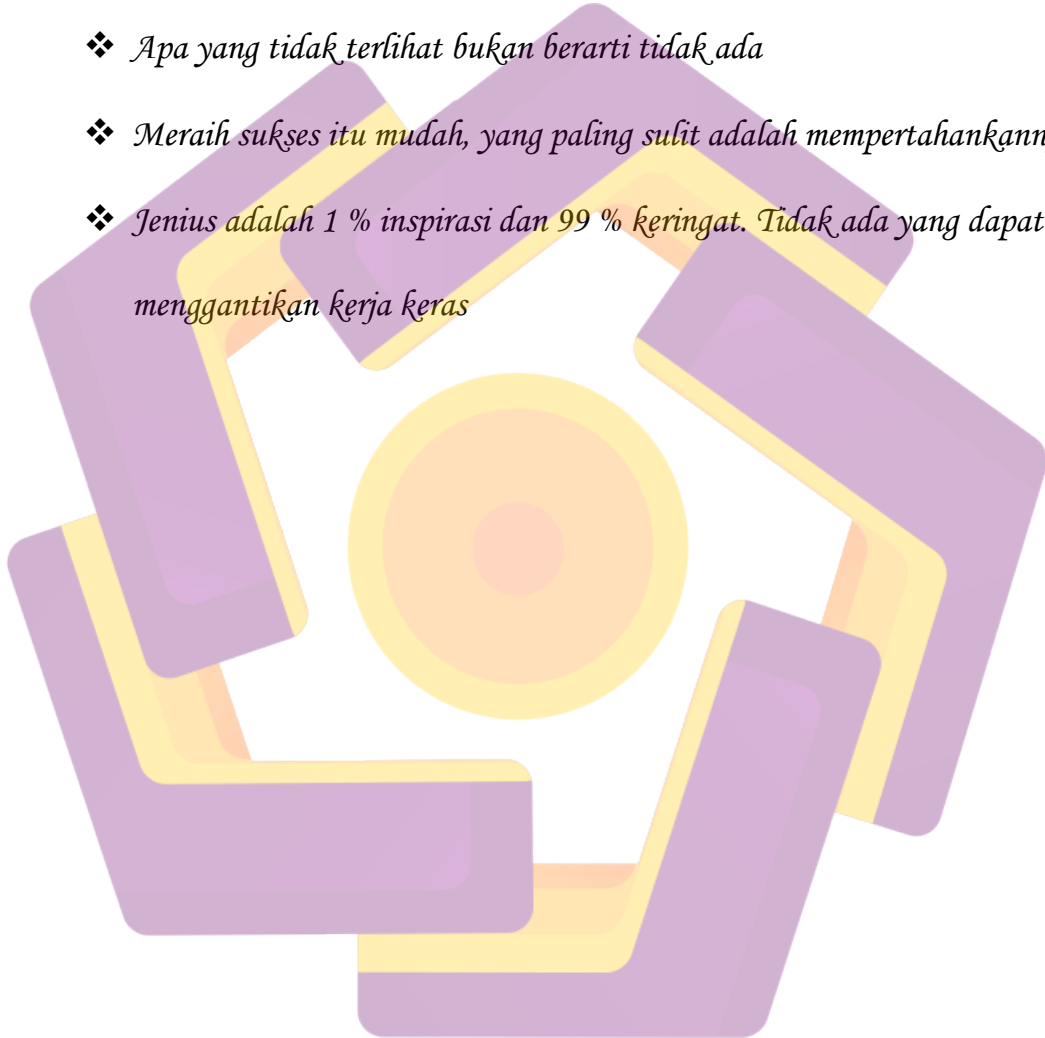 ❖ Apa yang tidak terlihat bukan berarti tidak ada
❖ Meraih sukses itu mudah, yang paling sulit adalah mempertahankann
❖ Jenius adalah 1 % inspirasi dan 99 % keringat. Tidak ada yang dapat
menggantikan kerja keras